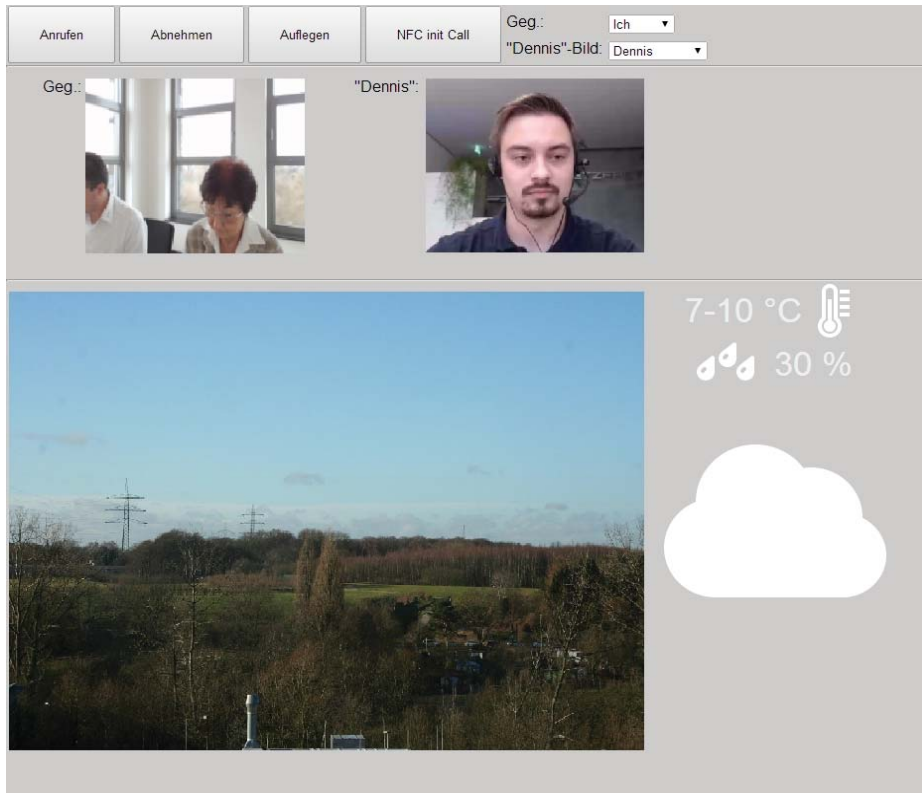 Anrufen
Abnehmen
Auflegen
NFC init Call
Geg.: Ich
"Dennis"-Bild: Dennis
Geg.:
"Dennis":
7-10 °C
30 %